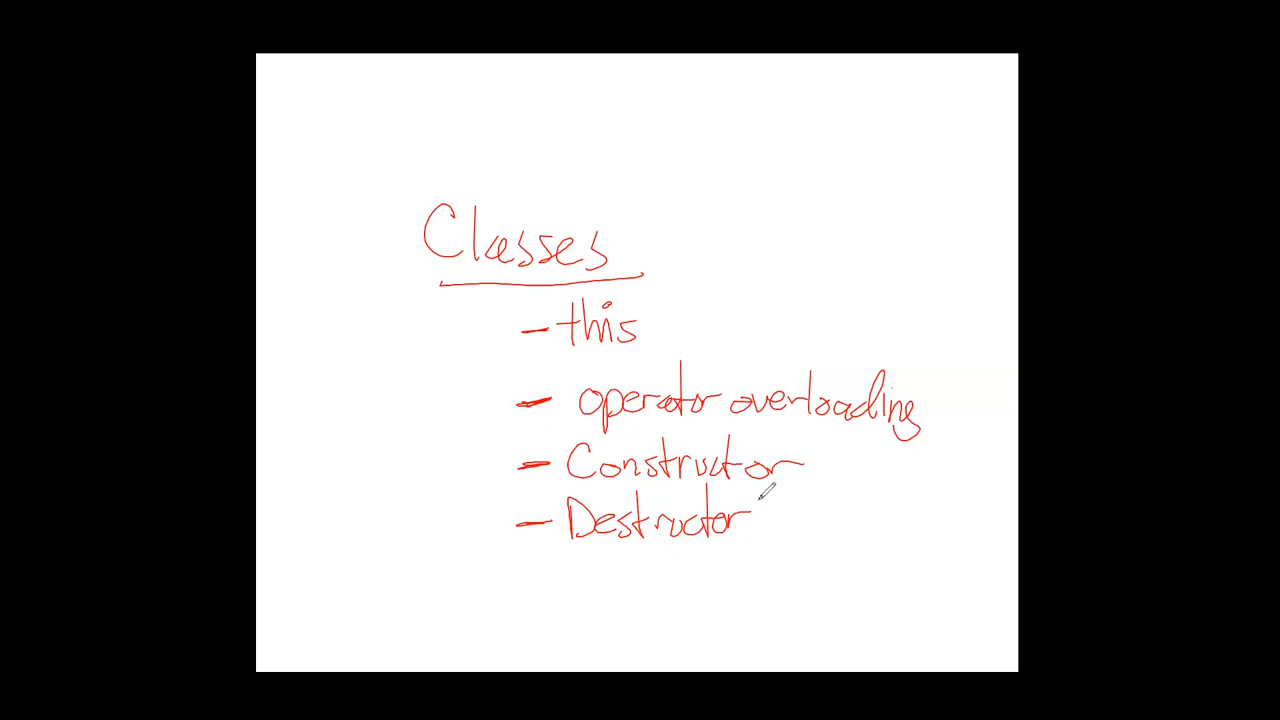 Classes
- this
- operator overloading
- Constructor
- Destructor